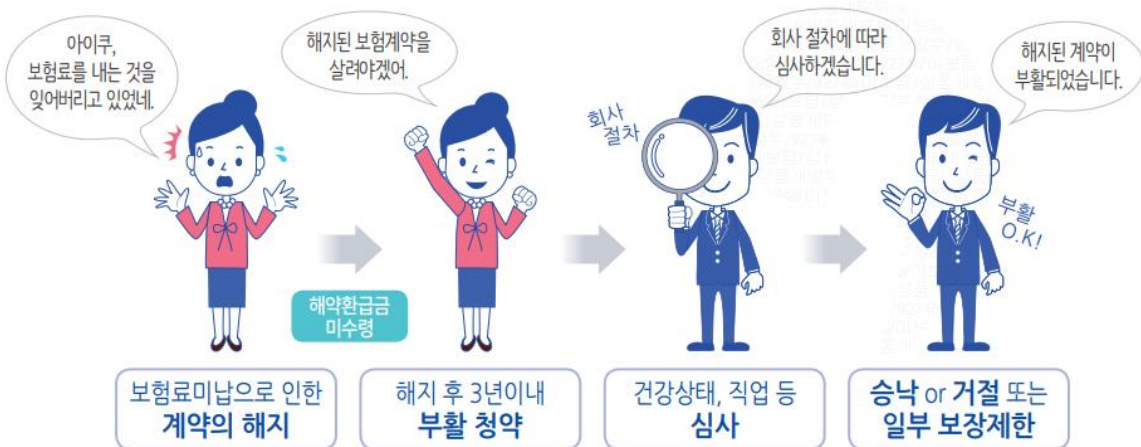 아이쿠,
보험료를 내는 것을
잊어버리고 있었네.
해지된 보험계약을
살려야겠어.
회사 절차에 따라
심사하겠습니다.
해지된 계약이
부활되었습니다.
회사
절차
부활
O.K!
해약환급금
미수령
보험료미납으로 인한
계약의 해지
해지 후 3년이내
부활 청약
건강상태, 직업 등
심사
승낙 or 거절 또는
일부 보장제한